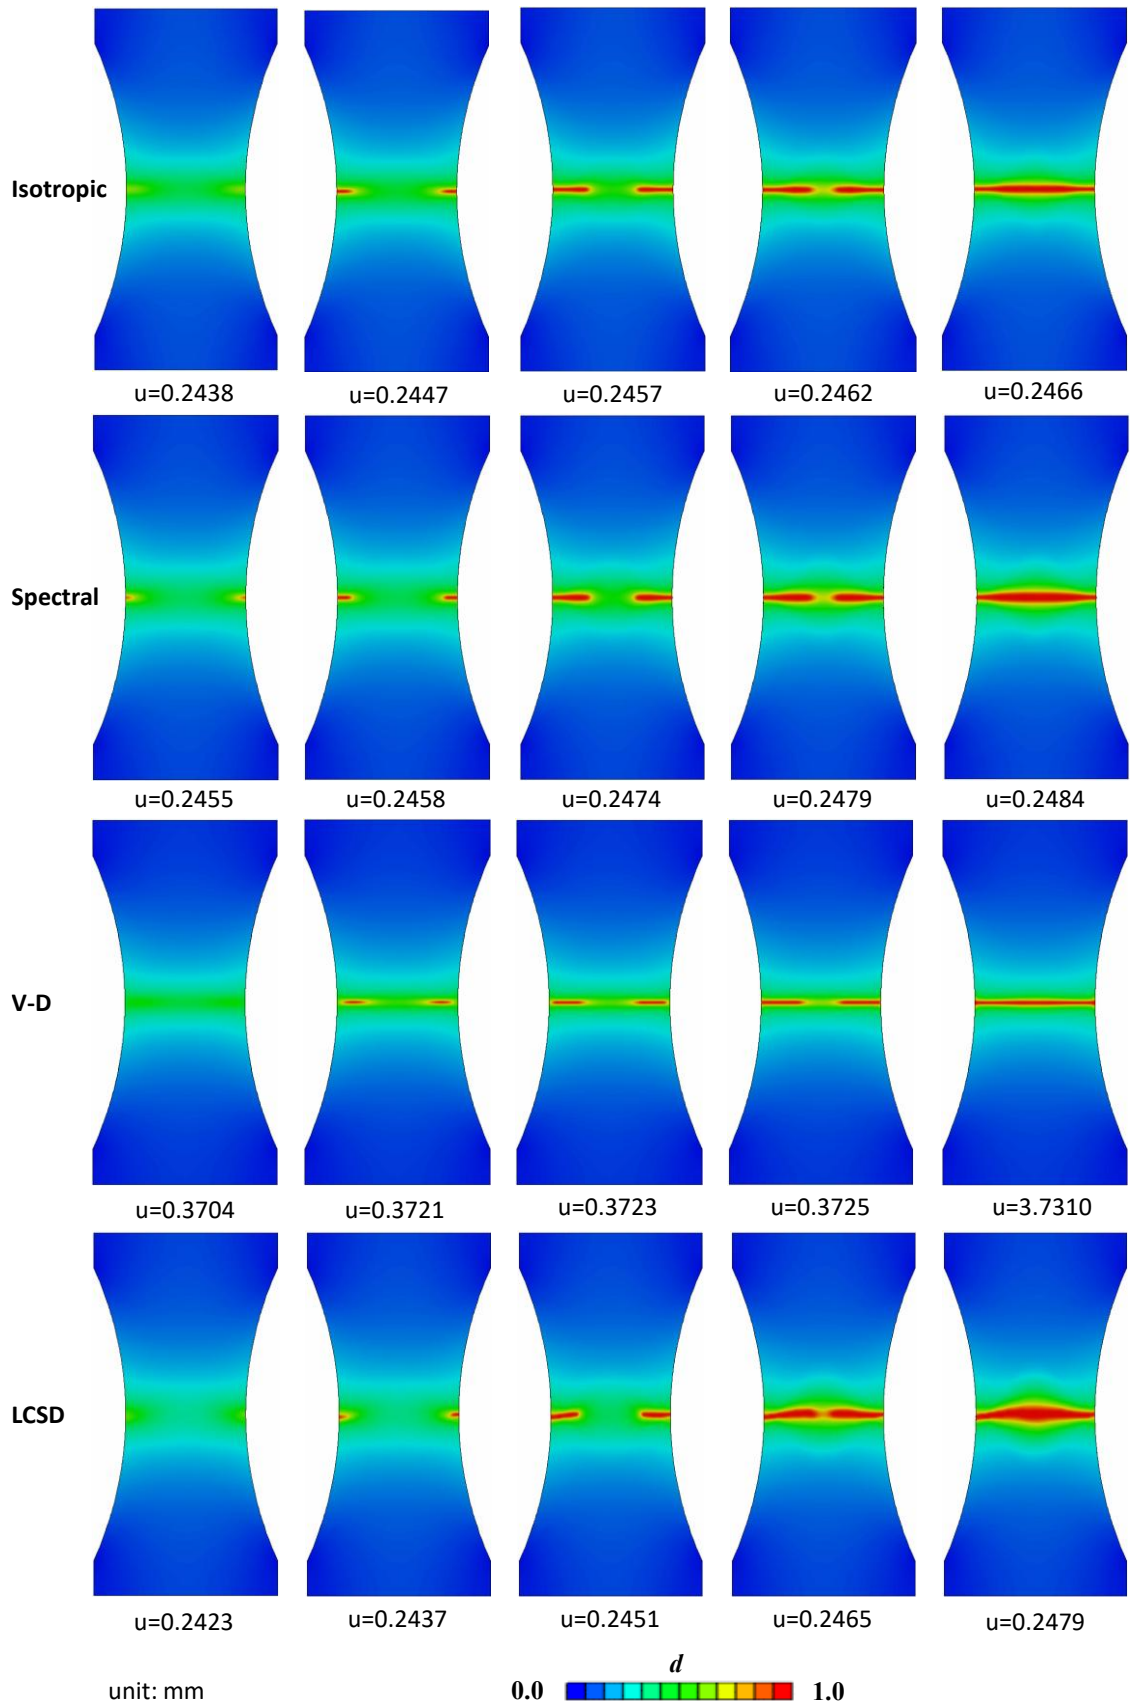 Isotropic
u=0.2438 u=0.2447 u=0.2457 u=0.2462 u=0.2466
Spectral
u=0.2455 u=0.2458 u=0.2474 u=0.2479 u=0.2484
V-D
u=0.3704 u=0.3721 u=0.3723 u=0.3725 u=3.7310
LCSD
u=0.2423 u=0.2437 u=0.2451 u=0.2465 u=0.2479
d
unit: mm 0.0 1.0